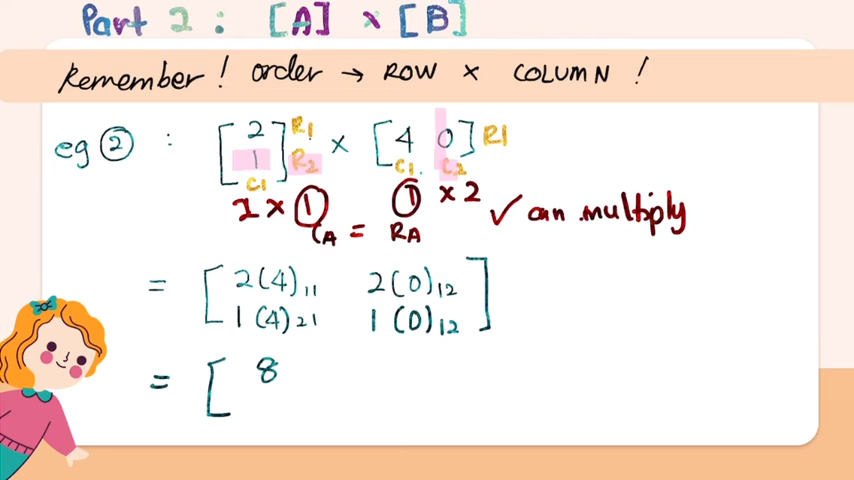 Part 2 : [A] x [B]
Remember! order → ROW x COLUMN !
eg ② : [2 R1 x [4 0] R1
1] R2
C1 C1. C2
2 x ① ① x 2 ✓ can multiply
CA = RA
= [2(4)11 2(0)12
1(4)21 1(0)12]
= [ 8